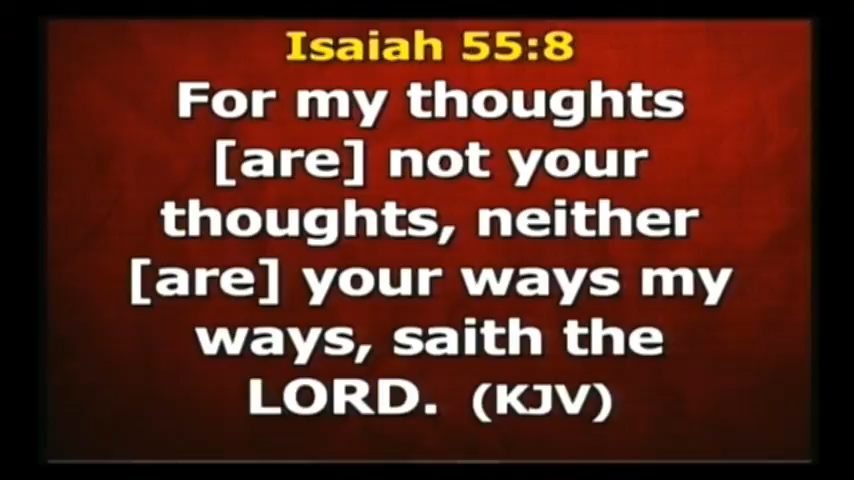 Isaiah 55:8
For my thoughts
[are] not your
thoughts, neither
[are] your ways my
ways, saith the
LORD. (KJV)